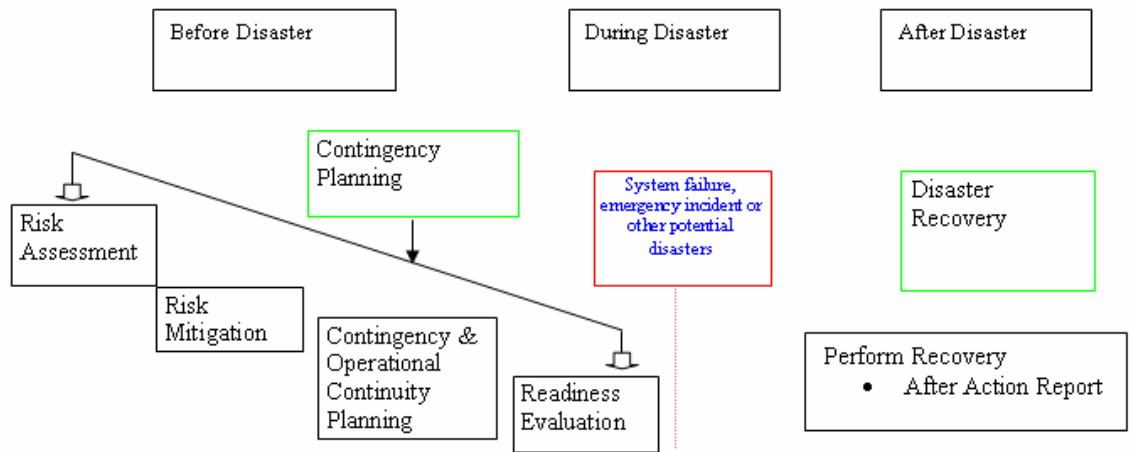 Before Disaster
During Disaster
After Disaster
Contingency
Planning
System failure,
emergency incident or
other potential
disasters
Disaster
Recovery
Risk
Assessment
Risk
Mitigation
Contingency &
Operational
Continuity
Planning
Readiness
Evaluation
Perform Recovery
• After Action Report